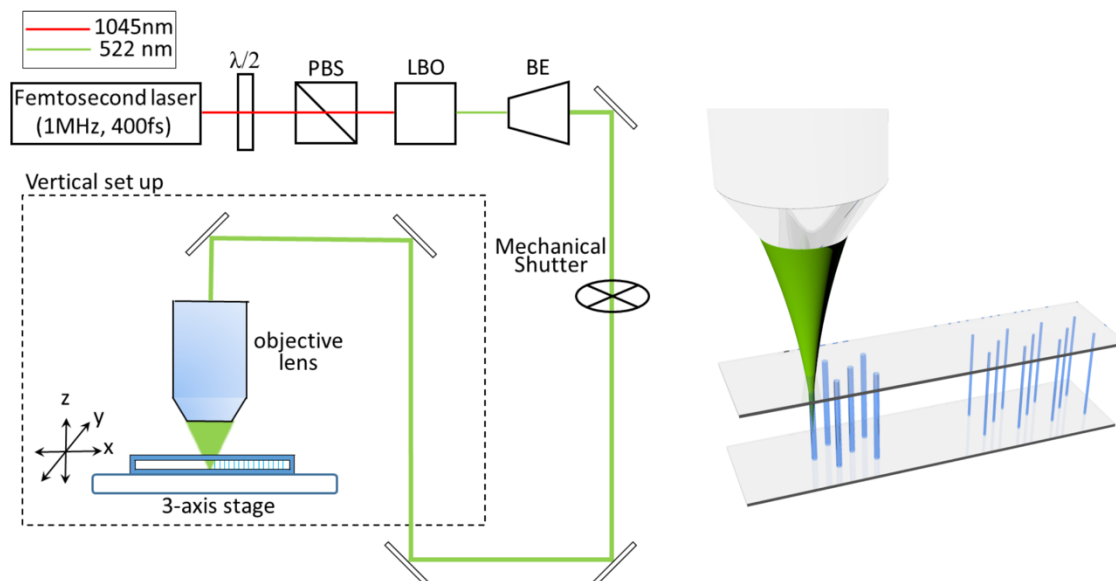 1045nm
522 nm
λ/2
PBS
LBO
BE
Femtosecond laser
(1MHz, 400fs)
Vertical set up
Mechanical
Shutter
objective
lens
z
y
x
3-axis stage